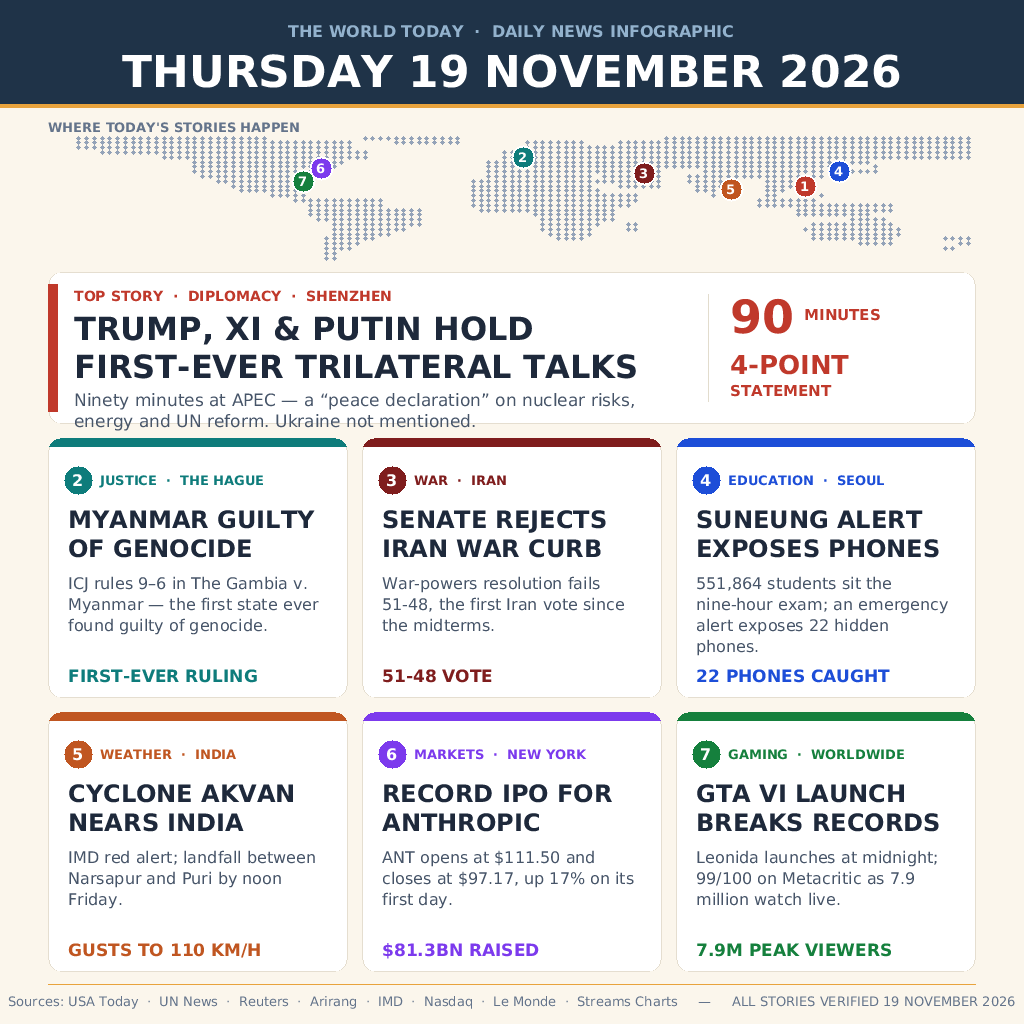 THE WORLD TODAY · DAILY NEWS INFOGRAPHIC
THURSDAY 19 NOVEMBER 2026
WHERE TODAY'S STORIES HAPPEN
2
6
3
4
7
5
1
TOP STORY · DIPLOMACY · SHENZHEN
TRUMP, XI & PUTIN HOLD
FIRST-EVER TRILATERAL TALKS
Ninety minutes at APEC — a “peace declaration” on nuclear risks,
energy and UN reform. Ukraine not mentioned.
90 MINUTES
4-POINT
STATEMENT
2 JUSTICE · THE HAGUE
MYANMAR GUILTY
OF GENOCIDE
ICJ rules 9–6 in The Gambia v.
Myanmar — the first state ever
found guilty of genocide.
FIRST-EVER RULING
3 WAR · IRAN
SENATE REJECTS
IRAN WAR CURB
War-powers resolution fails
51-48, the first Iran vote since
the midterms.
51-48 VOTE
4 EDUCATION · SEOUL
SUNEUNG ALERT
EXPOSES PHONES
551,864 students sit the
nine-hour exam; an emergency
alert exposes 22 hidden
phones.
22 PHONES CAUGHT
5 WEATHER · INDIA
CYCLONE AKVAN
NEARS INDIA
IMD red alert; landfall between
Narsapur and Puri by noon
Friday.
GUSTS TO 110 KM/H
6 MARKETS · NEW YORK
RECORD IPO FOR
ANTHROPIC
ANT opens at $111.50 and
closes at $97.17, up 17% on its
first day.
$81.3BN RAISED
7 GAMING · WORLDWIDE
GTA VI LAUNCH
BREAKS RECORDS
Leonida launches at midnight;
99/100 on Metacritic as 7.9
million watch live.
7.9M PEAK VIEWERS
Sources: USA Today · UN News · Reuters · Arirang · IMD · Nasdaq · Le Monde · Streams Charts — ALL STORIES VERIFIED 19 NOVEMBER 2026